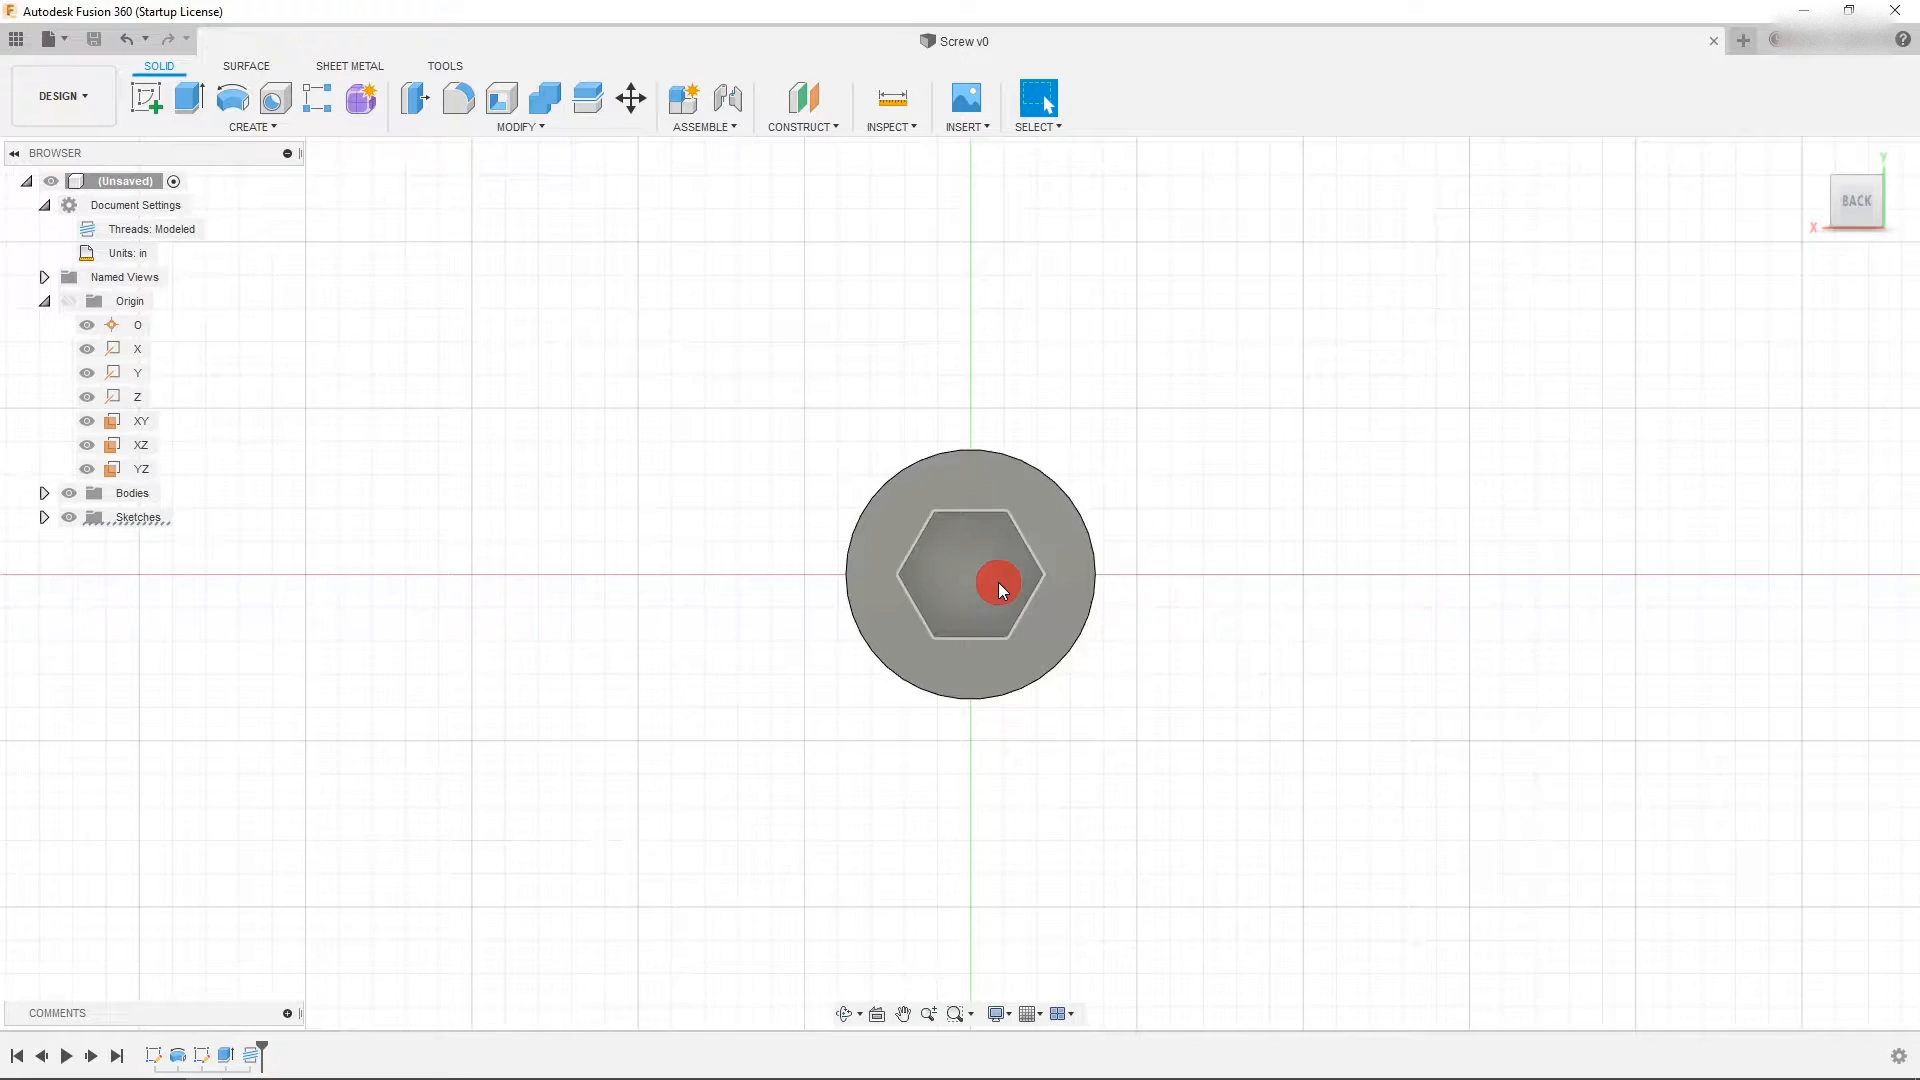 Autodesk Fusion 360 (Startup License)
Screw v0
SOLID SURFACE SHEET METAL TOOLS
DESIGN
CREATE MODIFY ASSEMBLE CONSTRUCT INSPECT INSERT SELECT
BROWSER
(Unsaved)
Document Settings
Threads: Modeled
Units: in
Named Views
Origin
O
X
Y
Z
XY
XZ
YZ
Bodies
Sketches
Y
BACK
X
COMMENTS